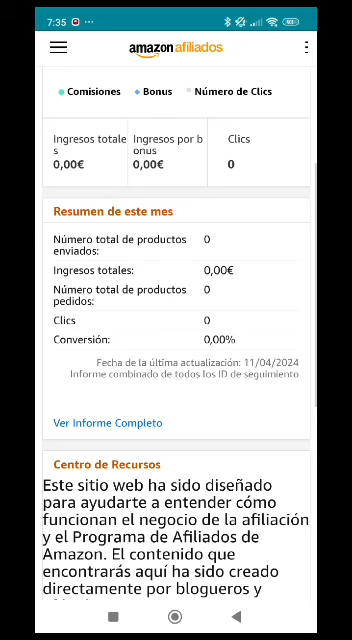 7:35
amazon afiliados
Comisiones Bonus Número de Clics
Ingresos totale Ingresos por b Clics
s onus
0,00€ 0,00€ 0
Resumen de este mes
Número total de productos 0
enviados:
Ingresos totales: 0,00€
Número total de productos 0
pedidos:
Clics 0
Conversión: 0,00%
Fecha de la última actualización: 11/04/2024
Informe combinado de todos los ID de seguimiento
Ver Informe Completo
Centro de Recursos
Este sitio web ha sido diseñado
para ayudarte a entender cómo
funcionan el negocio de la afiliación
y el Programa de Afiliados de
Amazon. El contenido que
encontrarás aquí ha sido creado
directamente por blogueros y